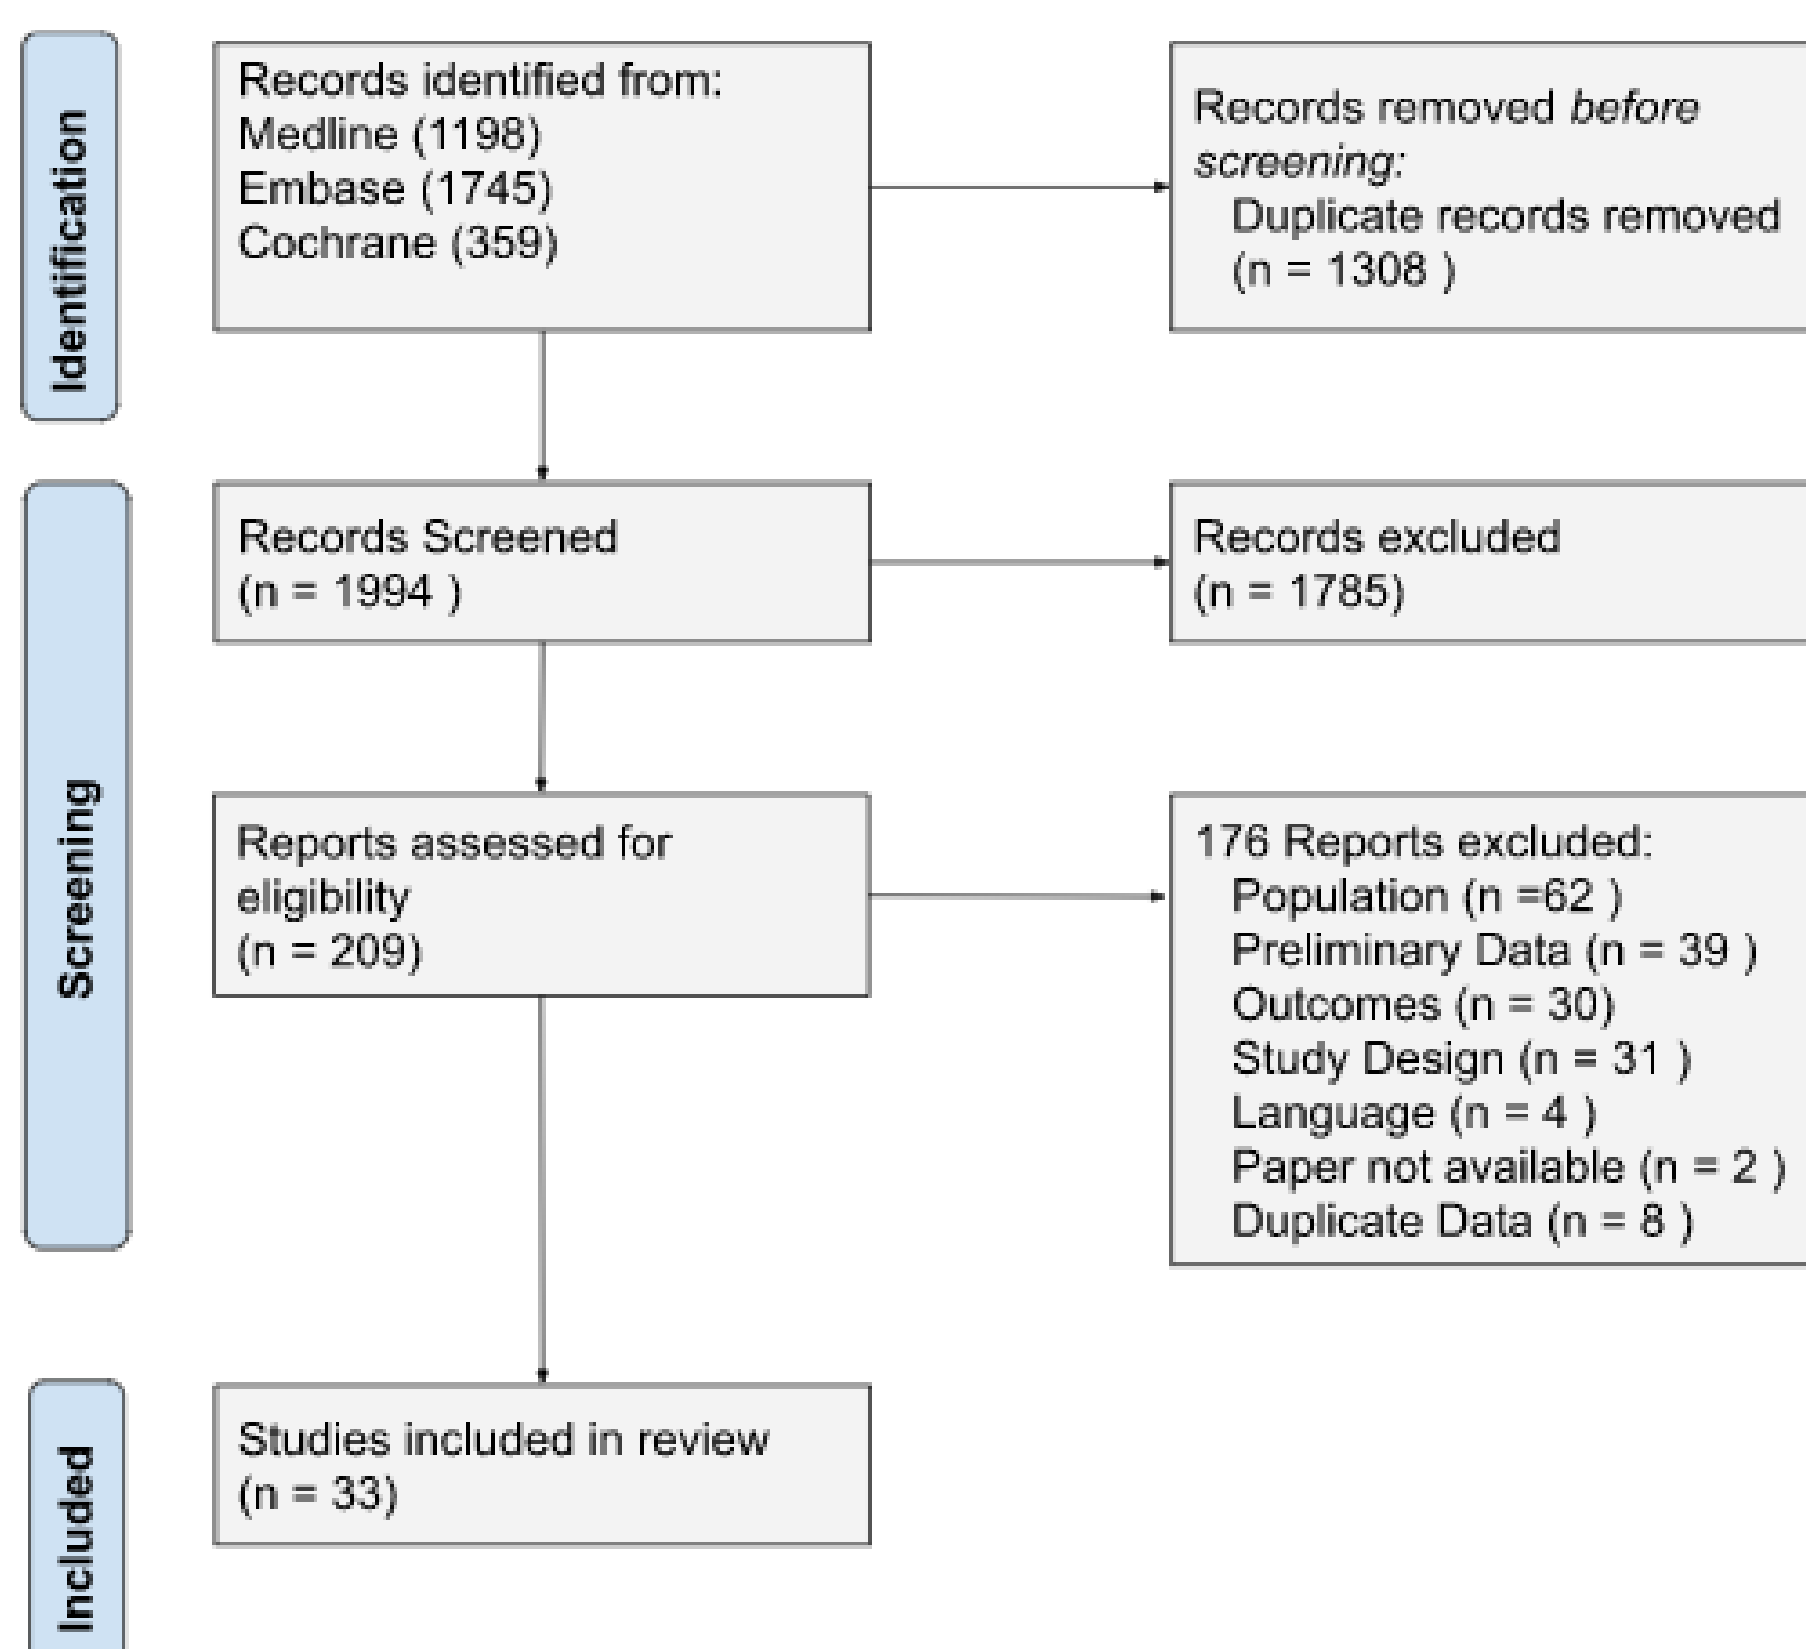 Identification
Records identified from:
Medline (1198)
Embase (1745)
Cochrane (359)
Records removed before
screening:
Duplicate records removed
(n = 1308 )
Screening
Records Screened
(n = 1994 )
Records excluded
(n = 1785)
Reports assessed for
eligibility
(n = 209)
176 Reports excluded:
Population (n =62 )
Preliminary Data (n = 39 )
Outcomes (n = 30)
Study Design (n = 31 )
Language (n = 4 )
Paper not available (n = 2 )
Duplicate Data (n = 8 )
Included
Studies included in review
(n = 33)